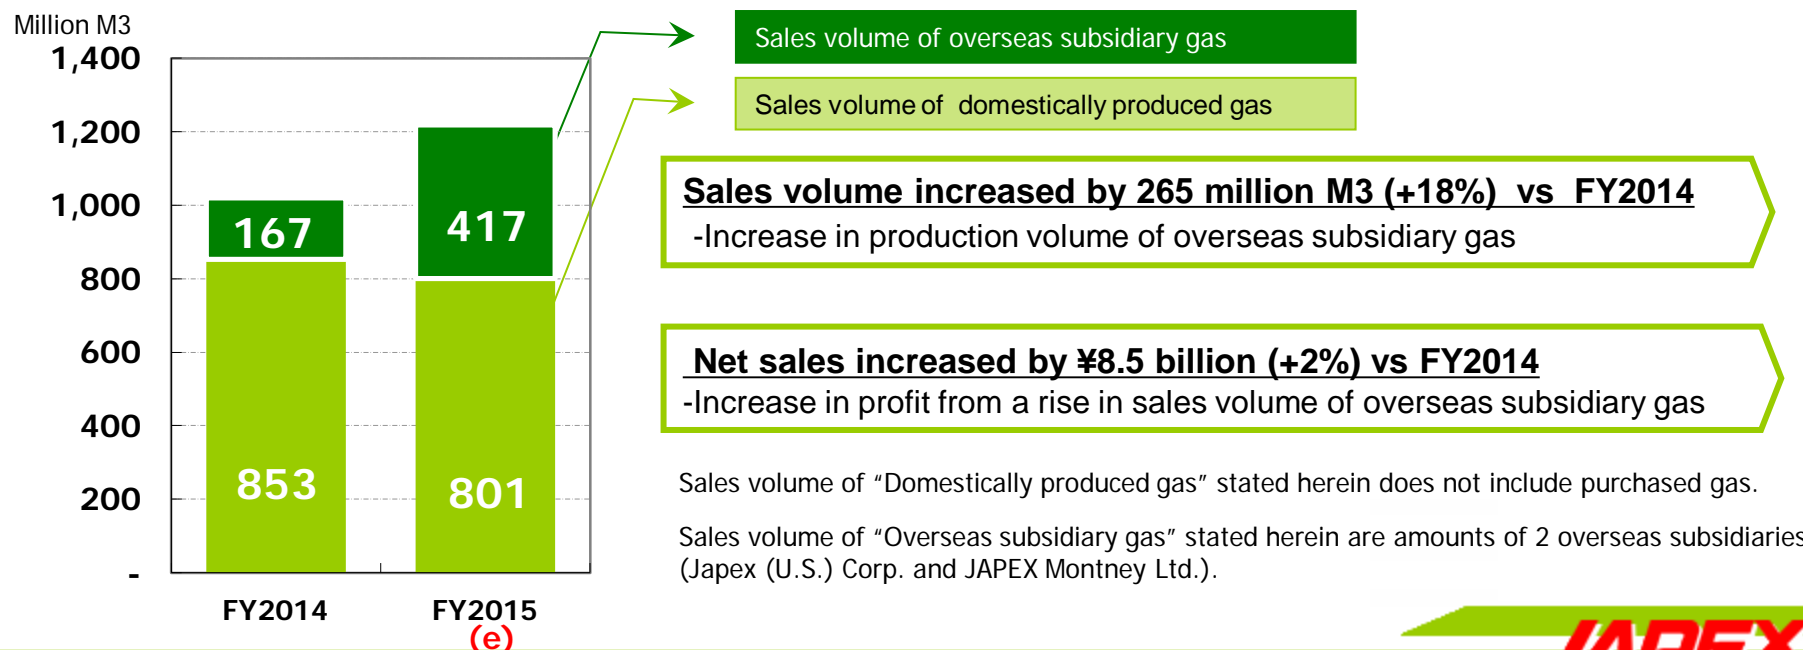 Million M3
1,400
1,200
1,000
800
600
400
200
-
167
417
853
801
FY2014
FY2015
(e)
Sales volume of overseas subsidiary gas
Sales volume of domestically produced gas
Sales volume increased by 265 million M3 (+18%) vs FY2014
-Increase in production volume of overseas subsidiary gas
Net sales increased by ¥8.5 billion (+2%) vs FY2014
-Increase in profit from a rise in sales volume of overseas subsidiary gas
Sales volume of “Domestically produced gas” stated herein does not include purchased gas.
Sales volume of “Overseas subsidiary gas” stated herein are amounts of 2 overseas subsidiaries
(Japex (U.S.) Corp. and JAPEX Montney Ltd.).
JAPEX